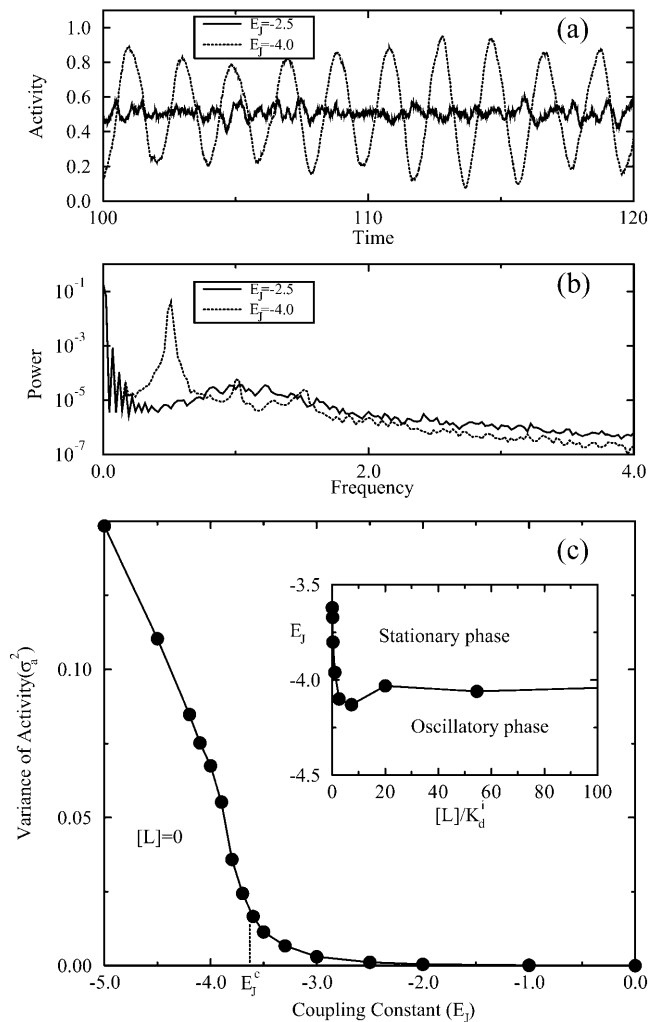 E_J=-2.5
E_J=-4.0
(a)
1.0
0.8
0.6
0.4
0.2
0.0
Activity
100
110
120
Time
E_J=-2.5
E_J=-4.0
(b)
10^-1
10^-3
10^-5
10^-7
Power
0.0
2.0
4.0
Frequency
(c)
0.10
0.05
0.00
Variance of Activity(σ_a^2)
[L]=0
-3.5
-4.0
-4.5
E_J
Stationary phase
Oscillatory phase
0 20 40 60 80 100
[L]/K_d^i
-5.0 -4.0 E_J^c -3.0 -2.0 -1.0 0.0
Coupling Constant (E_J)